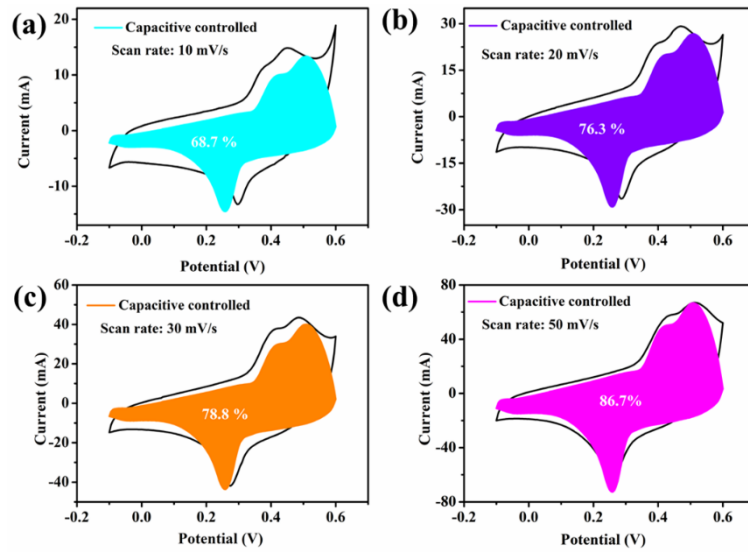 (a)
Capacitive controlled
Scan rate: 10 mV/s
68.7 %
Current (mA)
20
10
0
-10
-0.2
0.0
0.2
0.4
0.6
Potential (V)
(b)
Capacitive controlled
Scan rate: 20 mV/s
76.3 %
Current (mA)
30
15
0
-15
-30
-0.2
0.0
0.2
0.4
0.6
Potential (V)
(c)
Capacitive controlled
Scan rate: 30 mV/s
78.8 %
Current (mA)
60
40
20
0
-20
-40
-0.2
0.0
0.2
0.4
0.6
Potential (V)
(d)
Capacitive controlled
Scan rate: 50 mV/s
86.7%
Current (mA)
80
40
0
-40
-80
-0.2
0.0
0.2
0.4
0.6
Potential (V)